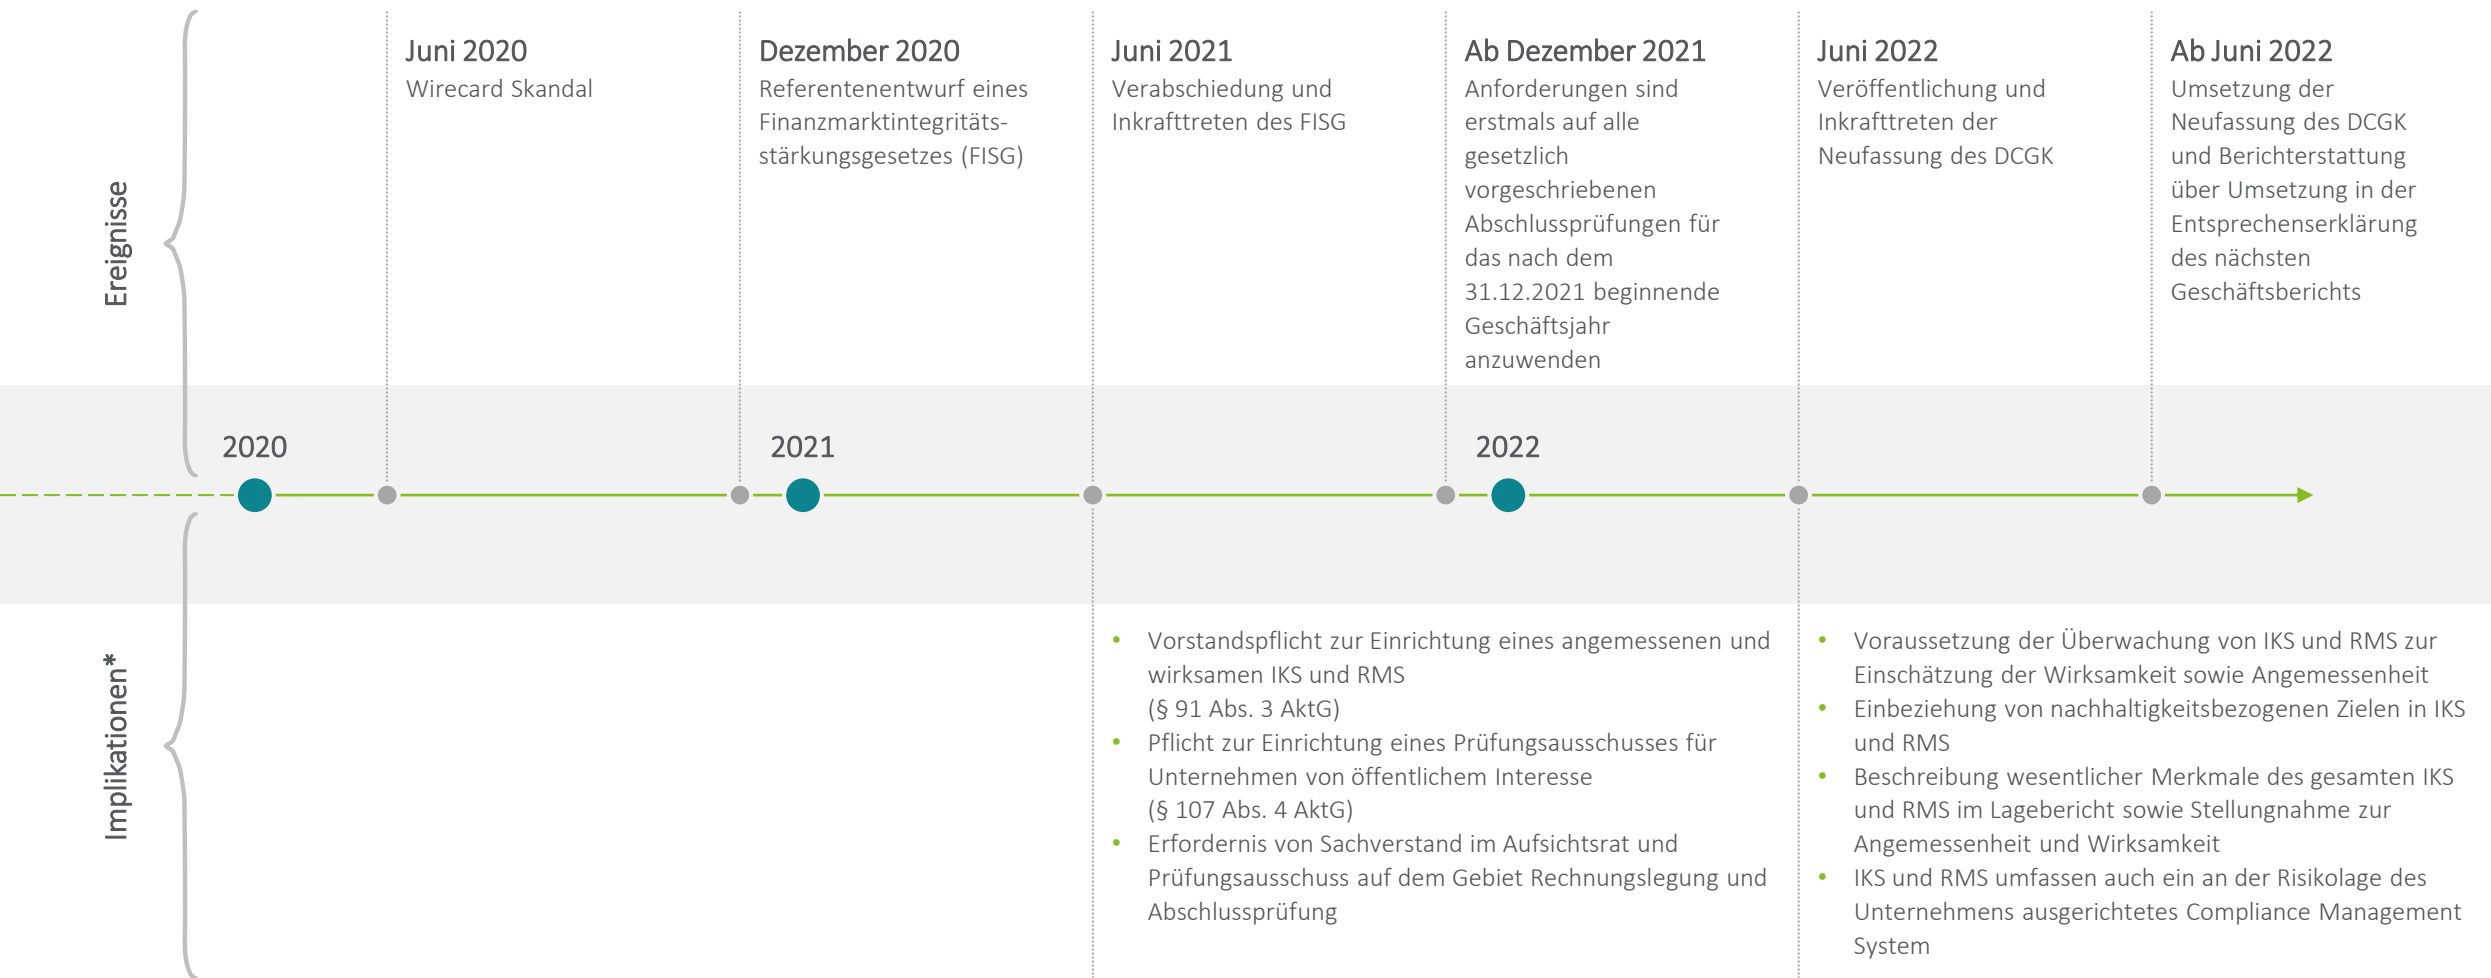 Ereignisse
Juni 2020
Wirecard Skandal
Dezember 2020
Referentenentwurf eines
Finanzmarktintegritäts-
stärkungsgesetzes (FISG)
Juni 2021
Verabschiedung und
Inkrafttreten des FISG
Ab Dezember 2021
Anforderungen sind
erstmals auf alle
gesetzlich
vorgeschriebenen
Abschlussprüfungen für
das nach dem
31.12.2021 beginnende
Geschäftsjahr
anzuwenden
Juni 2022
Veröffentlichung und
Inkrafttreten der
Neufassung des DCGK
Ab Juni 2022
Umsetzung der
Neufassung des DCGK
und Berichterstattung
über Umsetzung in der
Entsprechenserklärung
des nächsten
Geschäftsberichts
2020
2021
2022
Implikationen*
• Vorstandspflicht zur Einrichtung eines angemessenen und
wirksamen IKS und RMS
(§ 91 Abs. 3 AktG)
• Pflicht zur Einrichtung eines Prüfungsausschusses für
Unternehmen von öffentlichem Interesse
(§ 107 Abs. 4 AktG)
• Erfordernis von Sachverstand im Aufsichtsrat und
Prüfungsausschuss auf dem Gebiet Rechnungslegung und
Abschlussprüfung
• Voraussetzung der Überwachung von IKS und RMS zur
Einschätzung der Wirksamkeit sowie Angemessenheit
• Einbeziehung von nachhaltigkeitsbezogenen Zielen in IKS
und RMS
• Beschreibung wesentlicher Merkmale des gesamten IKS
und RMS im Lagebericht sowie Stellungnahme zur
Angemessenheit und Wirksamkeit
• IKS und RMS umfassen auch ein an der Risikolage des
Unternehmens ausgerichtetes Compliance Management
System